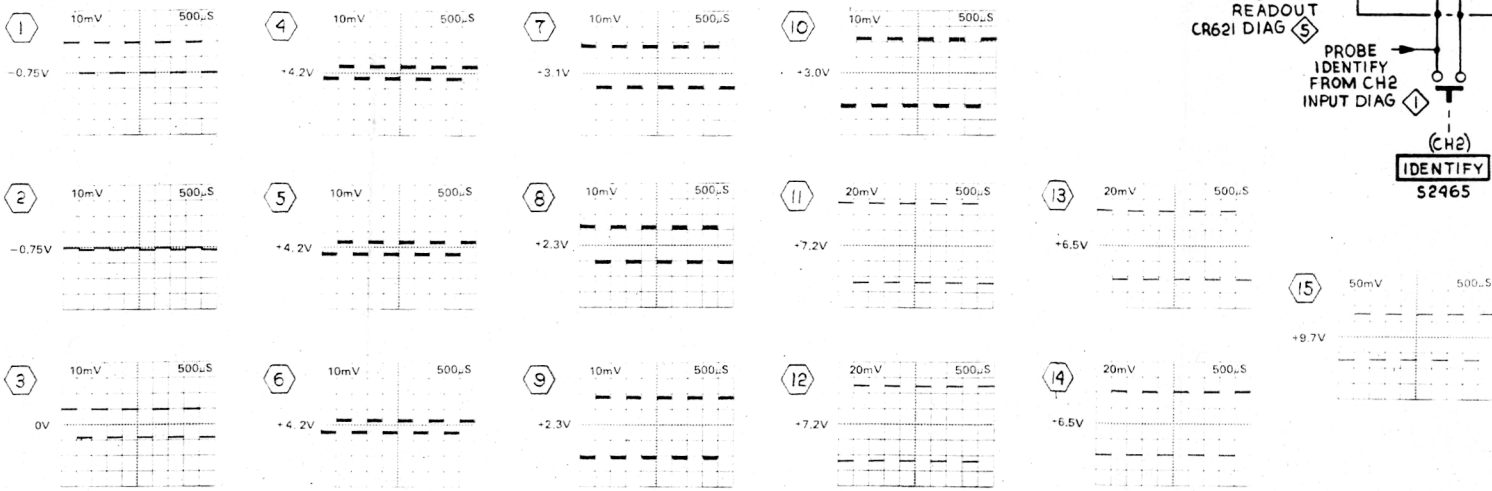 1
10mV 500µS
-0.75V
4
10mV 500µS
+4.2V
7
10mV 500µS
+3.1V
10
10mV 500µS
+3.0V
READOUT
CR621 DIAG 5
PROBE
IDENTIFY
FROM CH2
INPUT DIAG 1
(CH2)
IDENTIFY
S2465
2
10mV 500µS
-0.75V
5
10mV 500µS
+4.2V
8
10mV 500µS
+2.3V
11
20mV 500µS
+7.2V
13
20mV 500µS
+6.5V
15
50mV 500µS
+9.7V
3
10mV 500µS
0V
6
10mV 500µS
+4.2V
9
10mV 500µS
+2.3V
12
20mV 500µS
+7.2V
14
20mV 500µS
+6.5V